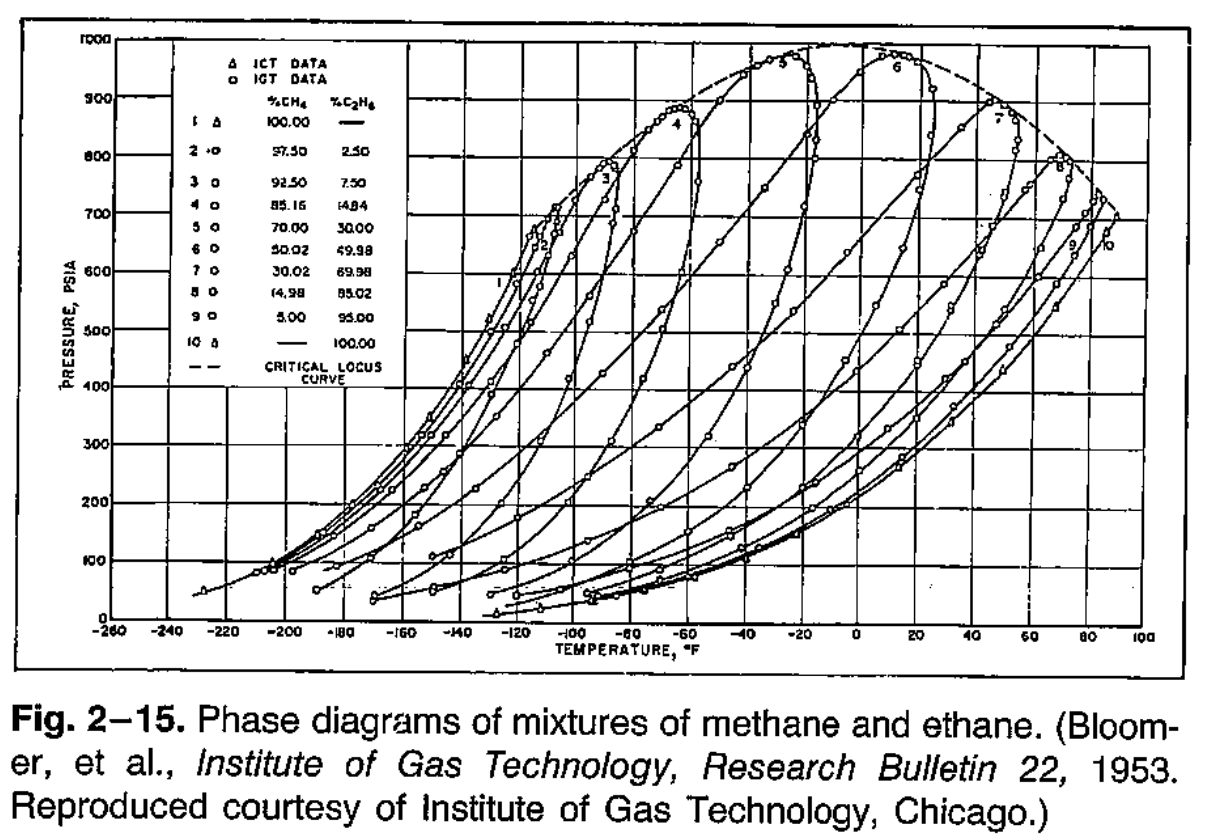 1000
900
800
700
600
500
400
300
200
100
0
PRESSURE, PSIA
△ ICT DATA
○ IGT DATA
%CH₄ %C₂H₆
1 △ 100.00 —
2 ○ 97.50 2.50
3 ○ 92.50 7.50
4 ○ 85.16 14.84
5 ○ 70.00 30.00
6 ○ 50.02 49.98
7 ○ 30.02 69.98
8 ○ 14.98 85.02
9 ○ 5.00 95.00
10 △ — 100.00
– – – CRITICAL LOCUS
CURVE
1
2
3
4
5
6
7
8
9
10
-260 -240 -220 -200 -180 -160 -140 -120 -100 -80 -60 -40 -20 0 20 40 60 80 100
TEMPERATURE, °F
Fig. 2–15. Phase diagrams of mixtures of methane and ethane. (Bloom-
er, et al., Institute of Gas Technology, Research Bulletin 22, 1953.
Reproduced courtesy of Institute of Gas Technology, Chicago.)